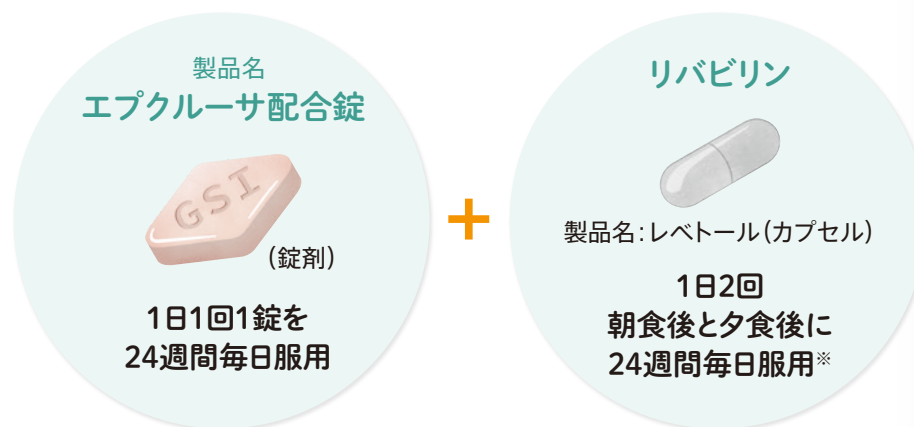 製品名
エプクルーサ配合錠
GSI
(錠剤)
1日1回1錠を
24週間毎日服用
+
リバビリン
製品名:レベトール(カプセル)
1日2回
朝食後と夕食後に
24週間毎日服用※